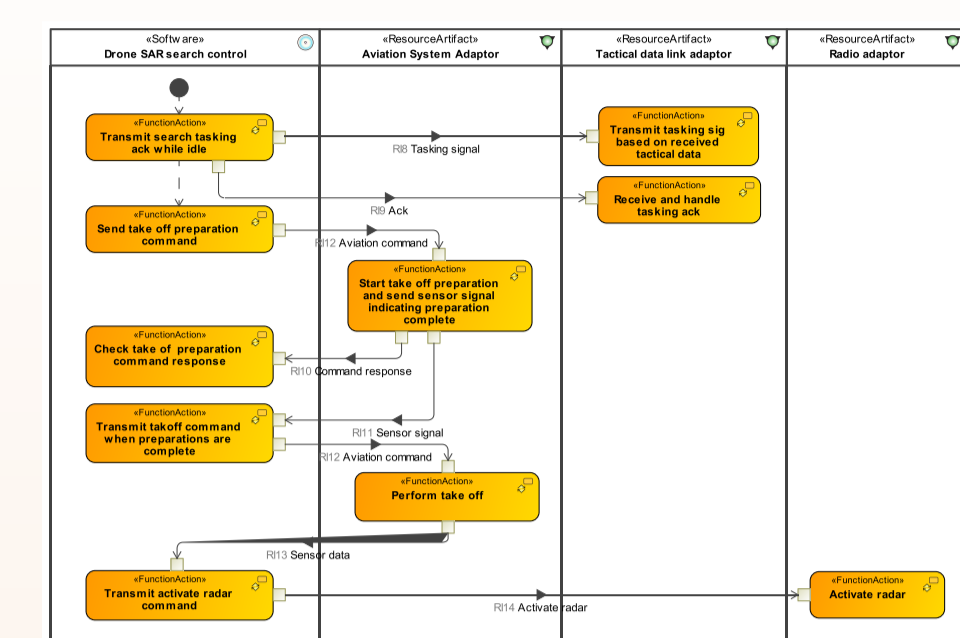 «Software»
Drone SAR search control
«ResourceArtifact»
Aviation System Adaptor
«ResourceArtifact»
Tactical data link adaptor
«ResourceArtifact»
Radio adaptor
«FunctionAction»
Transmit search tasking
ack while idle
RI8 Tasking signal
«FunctionAction»
Transmit tasking sig
based on received
tactical data
RI9 Ack
«FunctionAction»
Receive and handle
tasking ack
«FunctionAction»
Send take off preparation
command
RI12 Aviation command
«FunctionAction»
Start take off preparation
and send sensor signal
indicating preparation
complete
«FunctionAction»
Check take of preparation
command response
RI10 Command response
«FunctionAction»
Transmit takoff command
when preparations are
complete
RI11 Sensor signal
RI12 Aviation command
«FunctionAction»
Perform take off
RI13 Sensor data
«FunctionAction»
Transmit activate radar
command
RI14 Activate radar
«FunctionAction»
Activate radar